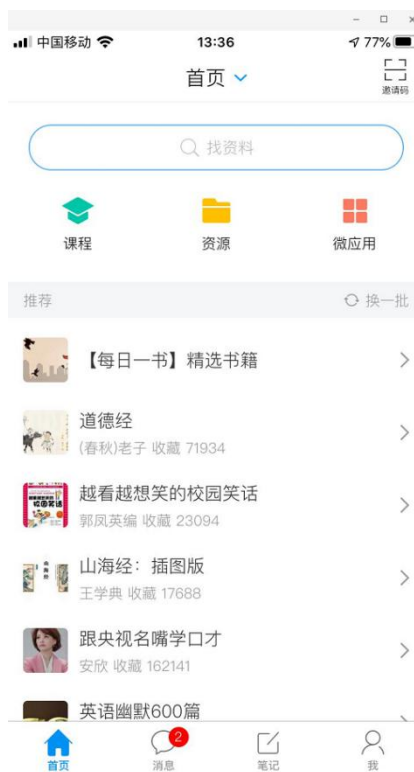 中国移动 13:36 77%
首页
邀请码
找资料
课程 资源 微应用
推荐 换一批
【每日一书】精选书籍
道德经
(春秋)老子 收藏 71934
越看越想笑的校园笑话
郭凤英编 收藏 23094
山海经：插图版
王学典 收藏 17688
跟央视名嘴学口才
安欣 收藏 162141
英语幽默600篇
2
首页 消息 笔记 我